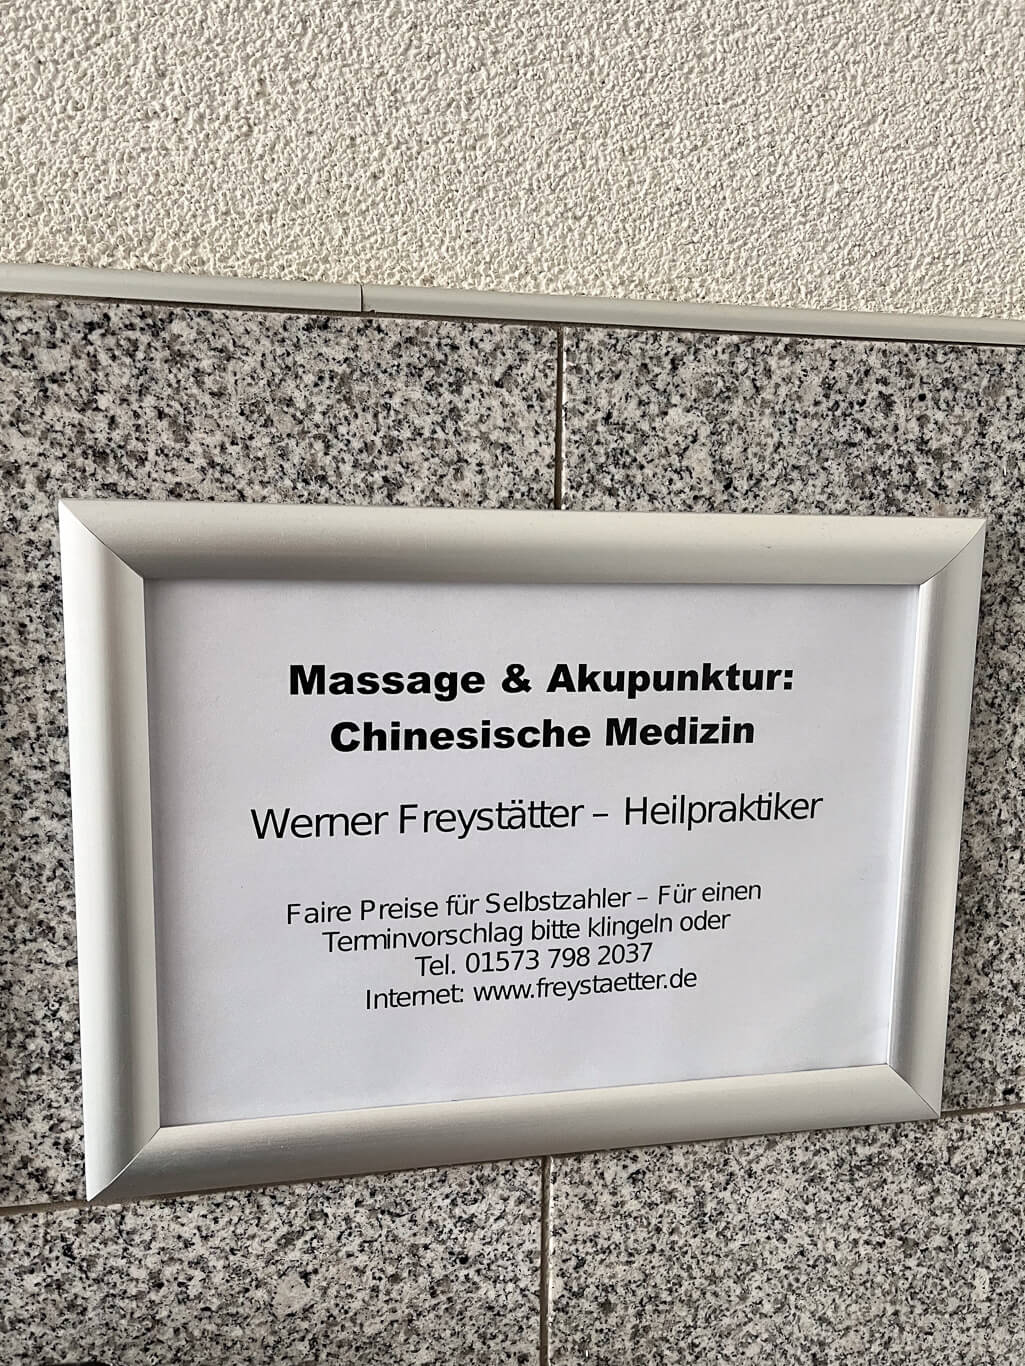 Massage & Akupunktur:
Chinesische Medizin
Werner Freystätter – Heilpraktiker
Faire Preise für Selbstzahler – Für einen
Terminvorschlag bitte klingeln oder
Tel. 01573 798 2037
Internet: www.freystaetter.de